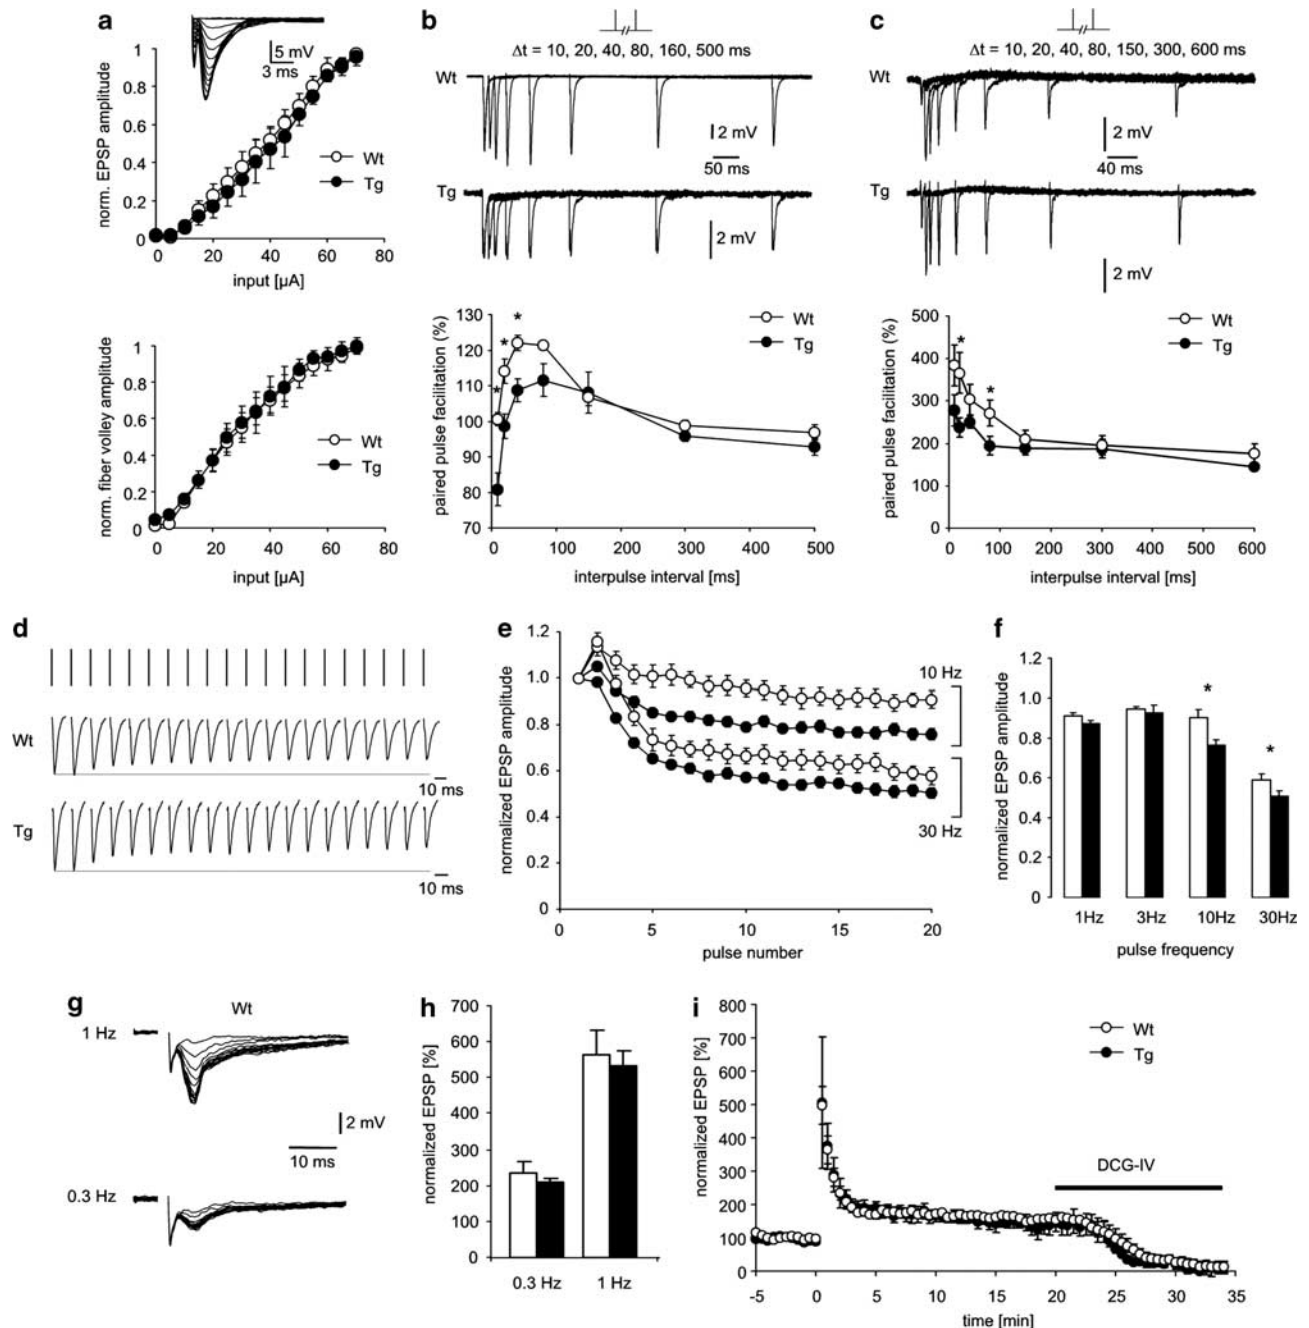 a
5 mV
3 ms
norm. EPSP amplitude
1
0.8
0.6
0.4
0.2
0
Wt
Tg
0 20 40 60 80
input [µA]
norm. fiber volley amplitude
1
0.8
0.6
0.4
0.2
0
Wt
Tg
0 20 40 60 80
input [µA]
b
Δt = 10, 20, 40, 80, 160, 500 ms
Wt
2 mV
50 ms
Tg
2 mV
paired pulse facilitation (%)
130
120
110
100
90
80
70
* * *
Wt
Tg
0 100 200 300 400 500
interpulse interval [ms]
c
Δt = 10, 20, 40, 80, 150, 300, 600 ms
Wt
2 mV
40 ms
Tg
2 mV
paired pulse facilitation (%)
500
400
300
200
100
0
* *
Wt
Tg
0 100 200 300 400 500 600
interpulse interval [ms]
d
Wt
10 ms
Tg
10 ms
e
normalized EPSP amplitude
1.2
1.0
0.8
0.6
0.4
0.2
0
10 Hz
30 Hz
0 5 10 15 20
pulse number
f
normalized EPSP amplitude
1.2
1.0
0.8
0.6
0.4
0.2
0
*
*
1Hz 3Hz 10Hz 30Hz
pulse frequency
g
Wt
1 Hz
2 mV
10 ms
0.3 Hz
h
normalized EPSP [%]
700
600
500
400
300
200
100
0
0.3 Hz 1 Hz
i
normalized EPSP [%]
800
700
600
500
400
300
200
100
0
Wt
Tg
DCG-IV
-5 0 5 10 15 20 25 30 35
time [min]